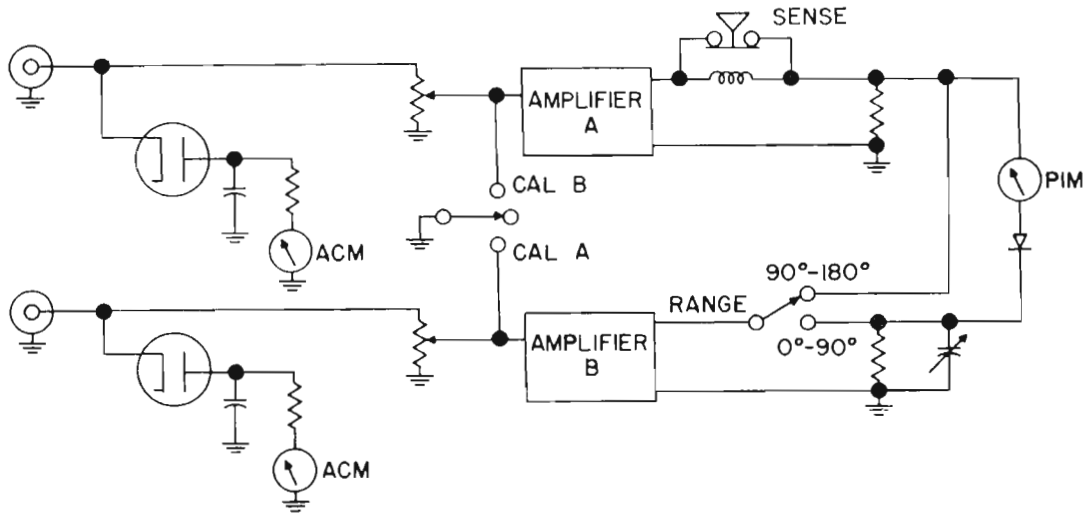 SENSE
AMPLIFIER
A
PIM
CAL B
CAL A
ACM
90°-180°
RANGE
0°-90°
AMPLIFIER
B
ACM